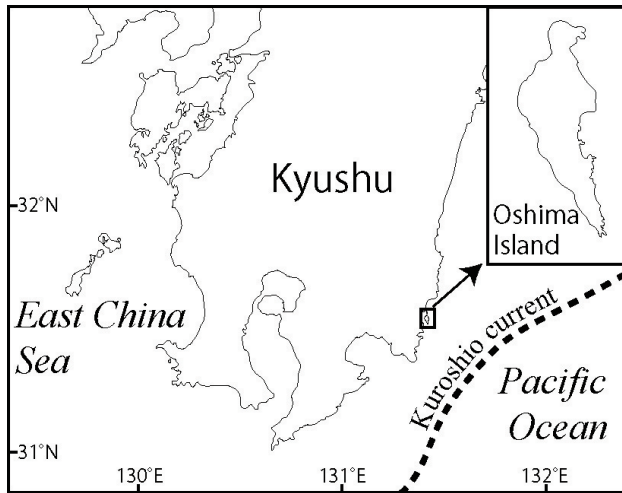 Kyushu
Oshima
Island
32°N
East China
Sea
Kuroshio current
Pacific
Ocean
31°N
130°E
131°E
132°E